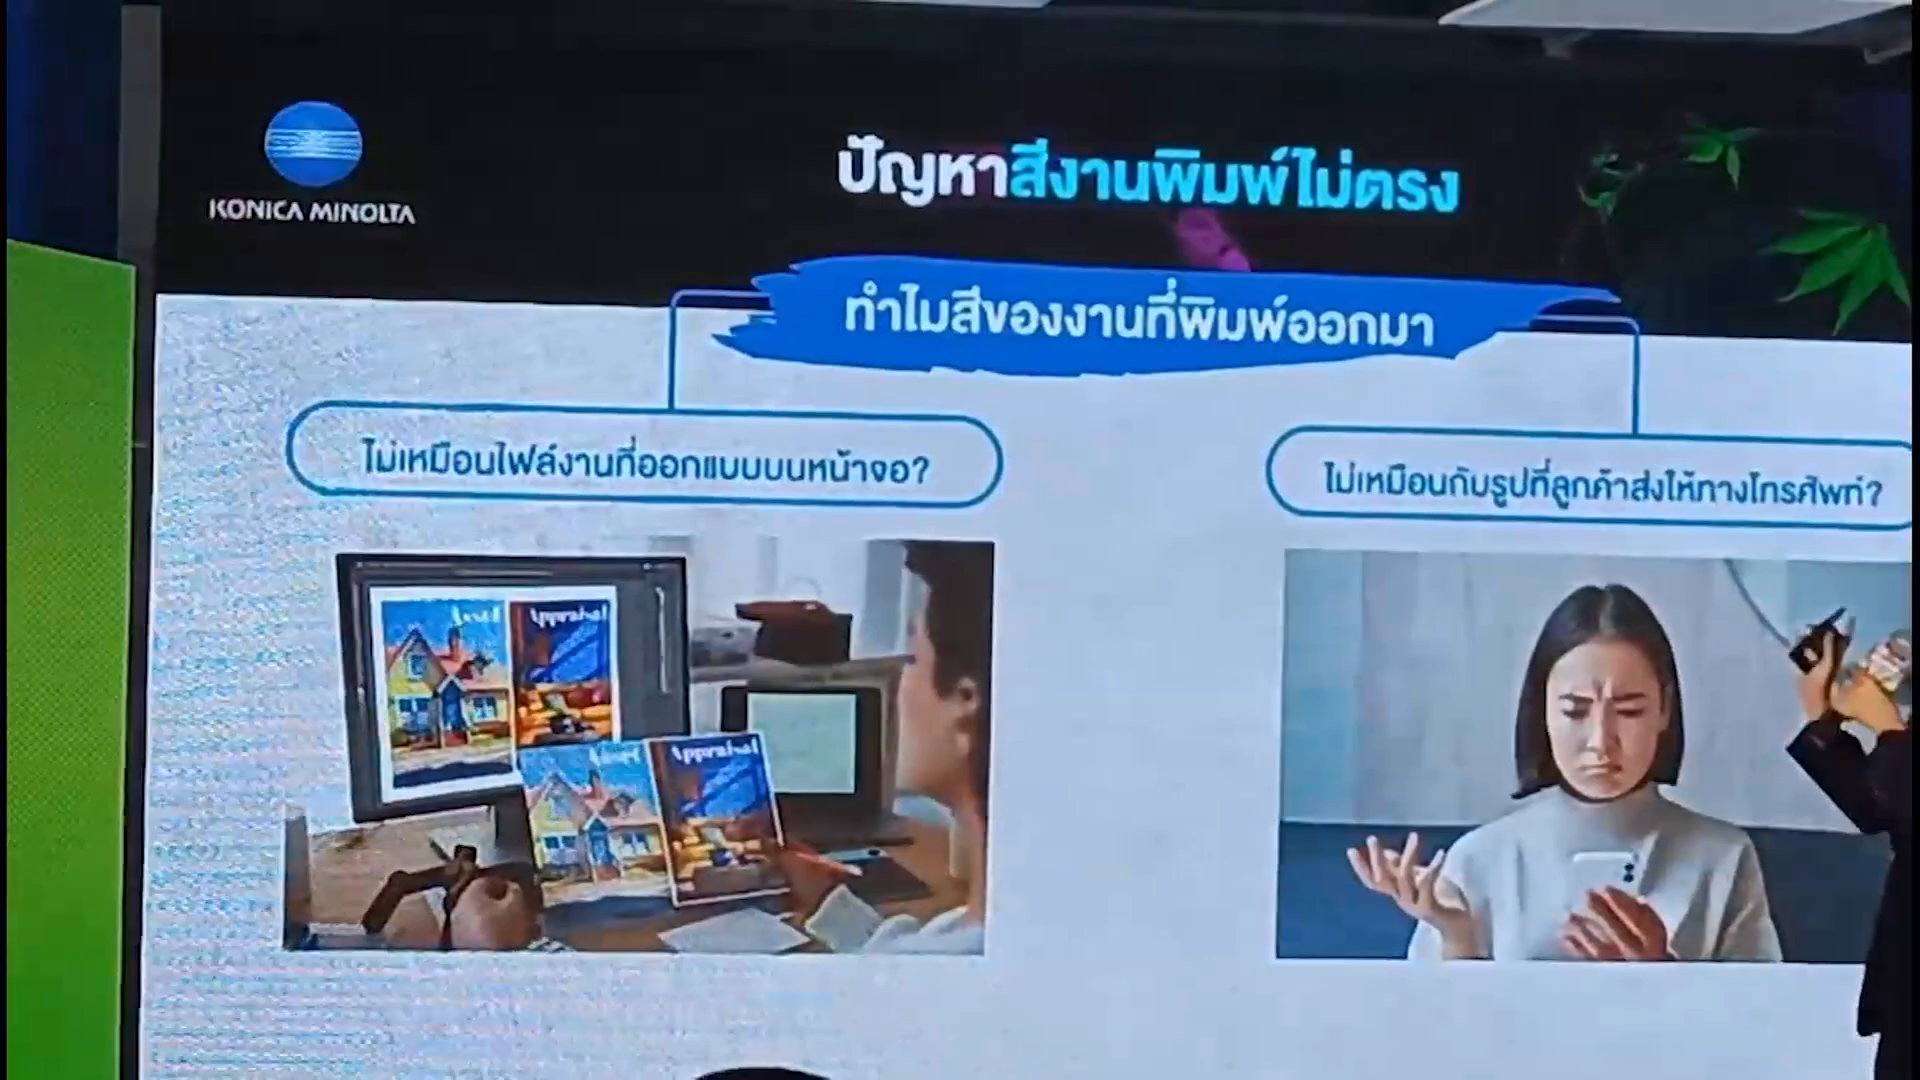 KONICA MINOLTA
ปัญหาสีงานพิมพ์ไม่ตรง
ทำไมสีของงานที่พิมพ์ออกมา
ไม่เหมือนไฟล์งานที่ออกแบบบนหน้าจอ?
ไม่เหมือนกับรูปที่ลูกค้าส่งให้ทางโทรศัพท์?
Asset Appraisal
Asset Appraisal